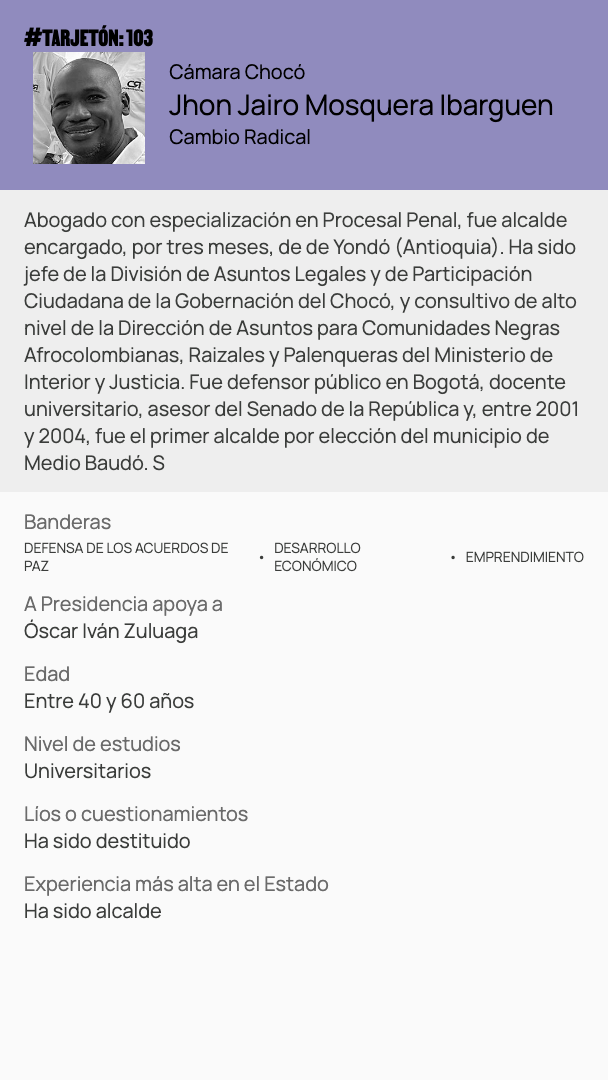 #TARJETÓN: 103
Cámara Chocó
Jhon Jairo Mosquera Ibarguen
Cambio Radical
Abogado con especialización en Procesal Penal, fue alcalde
encargado, por tres meses, de de Yondó (Antioquia). Ha sido
jefe de la División de Asuntos Legales y de Participación
Ciudadana de la Gobernación del Chocó, y consultivo de alto
nivel de la Dirección de Asuntos para Comunidades Negras
Afrocolombianas, Raizales y Palenqueras del Ministerio de
Interior y Justicia. Fue defensor público en Bogotá, docente
universitario, asesor del Senado de la República y, entre 2001
y 2004, fue el primer alcalde por elección del municipio de
Medio Baudó. S
Banderas
DEFENSA DE LOS ACUERDOS DE
PAZ
• DESARROLLO
ECONÓMICO
• EMPRENDIMIENTO
A Presidencia apoya a
Óscar Iván Zuluaga
Edad
Entre 40 y 60 años
Nivel de estudios
Universitarios
Líos o cuestionamientos
Ha sido destituido
Experiencia más alta en el Estado
Ha sido alcalde